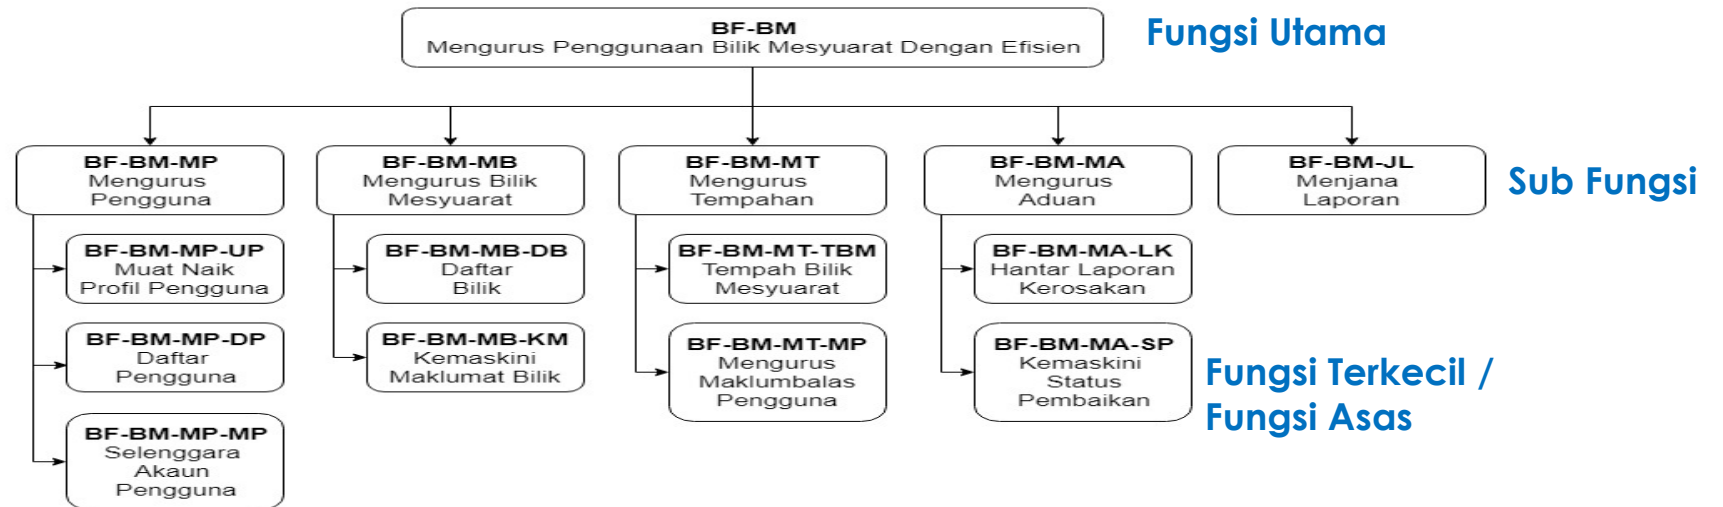 BF-BM
Mengurus Penggunaan Bilik Mesyuarat Dengan Efisien
Fungsi Utama
BF-BM-MP
Mengurus
Pengguna
BF-BM-MB
Mengurus Bilik
Mesyuarat
BF-BM-MT
Mengurus
Tempahan
BF-BM-MA
Mengurus
Aduan
BF-BM-JL
Menjana
Laporan
Sub Fungsi
BF-BM-MP-UP
Muat Naik
Profil Pengguna
BF-BM-MB-DB
Daftar
Bilik
BF-BM-MT-TBM
Tempah Bilik
Mesyuarat
BF-BM-MA-LK
Hantar Laporan
Kerosakan
BF-BM-MP-DP
Daftar
Pengguna
BF-BM-MB-KM
Kemaskini
Maklumat Bilik
BF-BM-MT-MP
Mengurus
Maklumbalas
Pengguna
BF-BM-MA-SP
Kemaskini
Status
Pembaikan
Fungsi Terkecil /
Fungsi Asas
BF-BM-MP-MP
Selenggara
Akaun
Pengguna